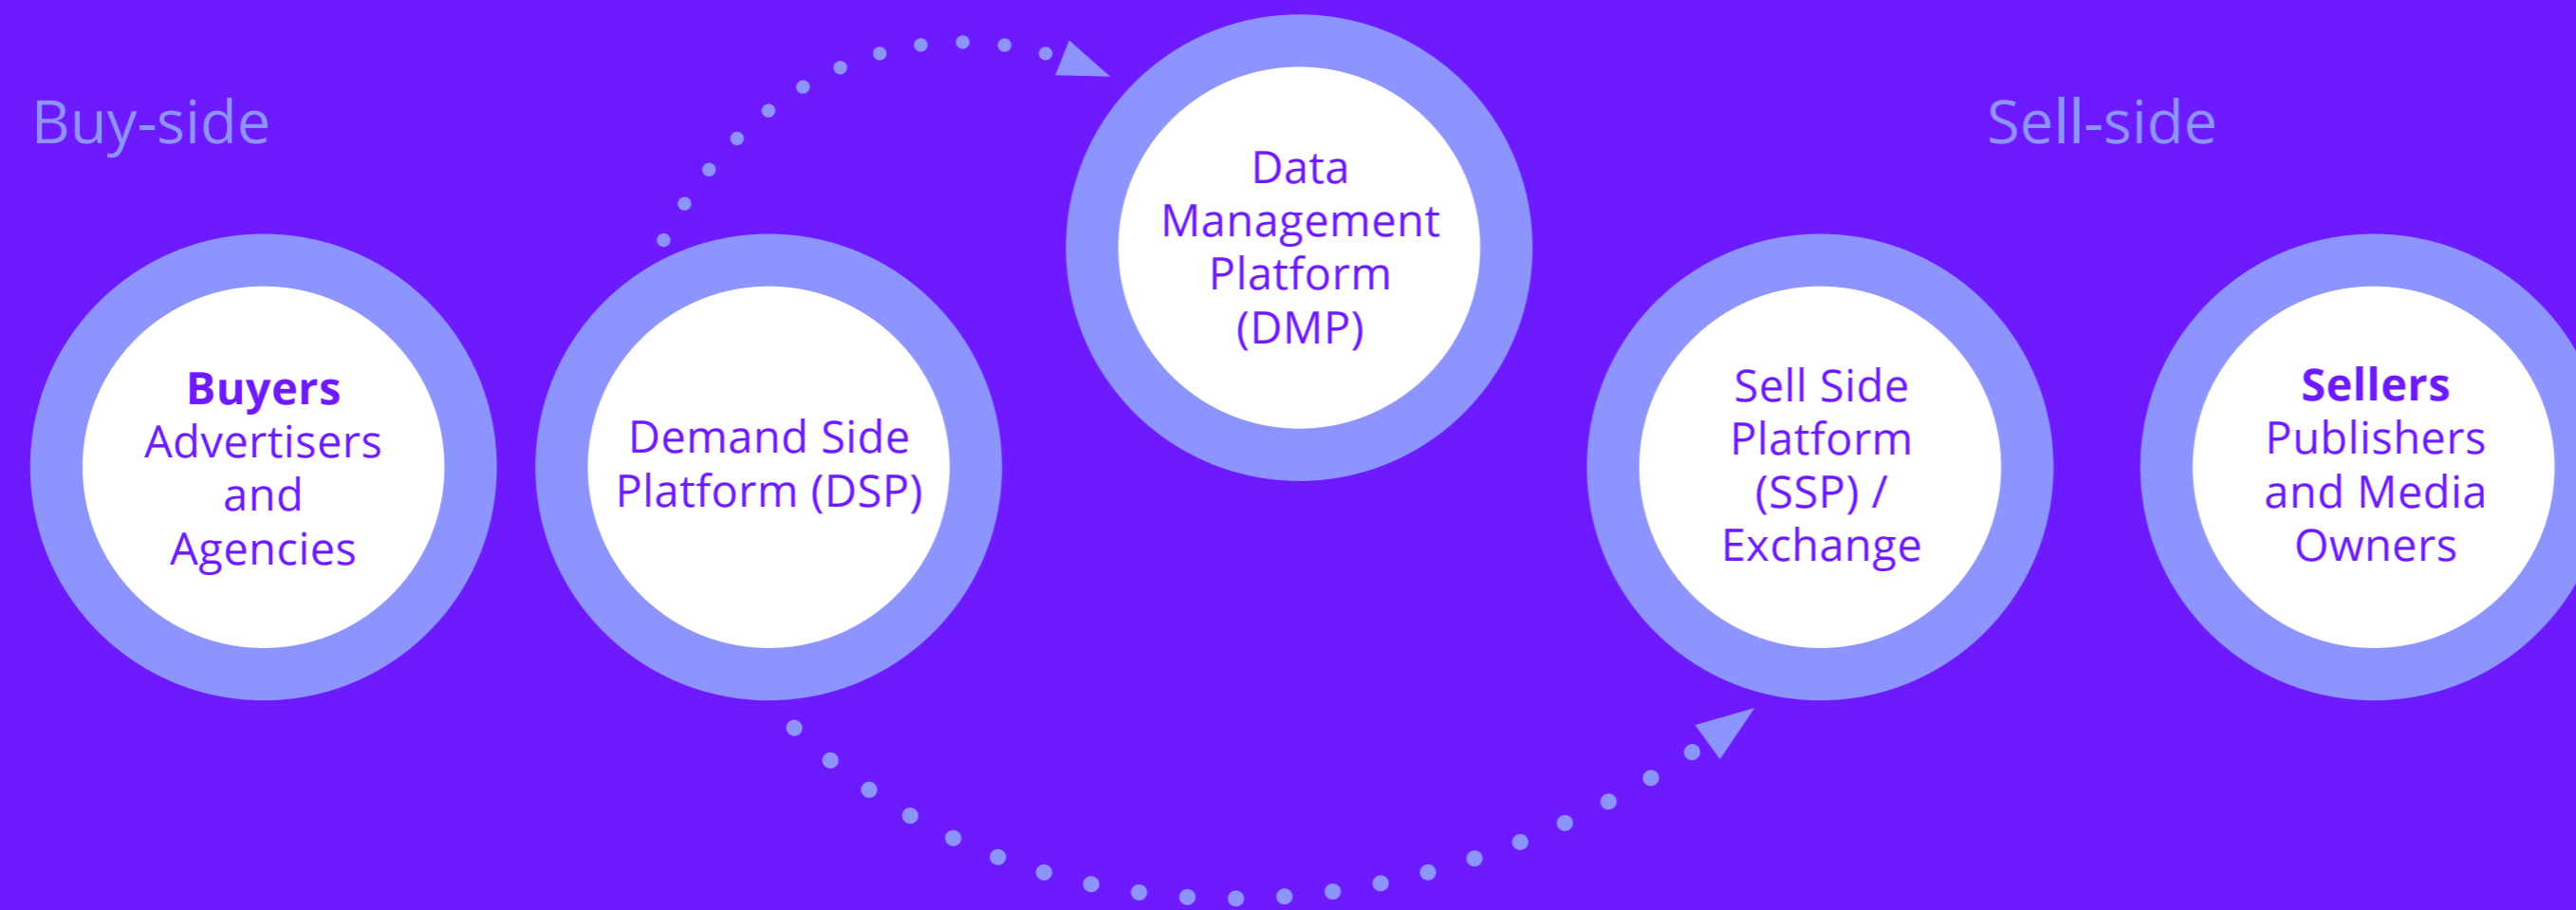 Buy-side
Sell-side
Buyers
Advertisers
and
Agencies
Demand Side
Platform (DSP)
Data
Management
Platform
(DMP)
Sell Side
Platform
(SSP) /
Exchange
Sellers
Publishers
and Media
Owners